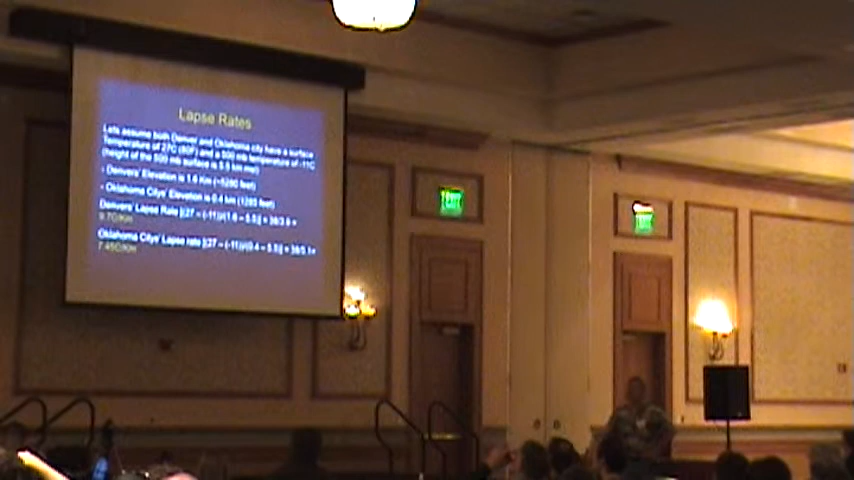 Lapse Rates
Lets assume both Denver and Oklahoma city have a surface
Temperature of 27C (80F) and a 500 mb temperature of -11C
(height of the 500 mb surface is 5.5 km msl)
- Denvers' Elevation is 1.6 Km (~5280 feet)
- Oklahoma Citys' Elevation is 0.4 km (1285 feet)
Denvers' Lapse Rate [(27 – (-11)/(1.6 – 5.5)] = 38/3.9 =
9.7C/Km
Oklahoma Citys' Lapse rate [(27 – (-11)/(0.4 – 5.5)] = 38/5.1=
7.45C/Km
EXIT
EXIT